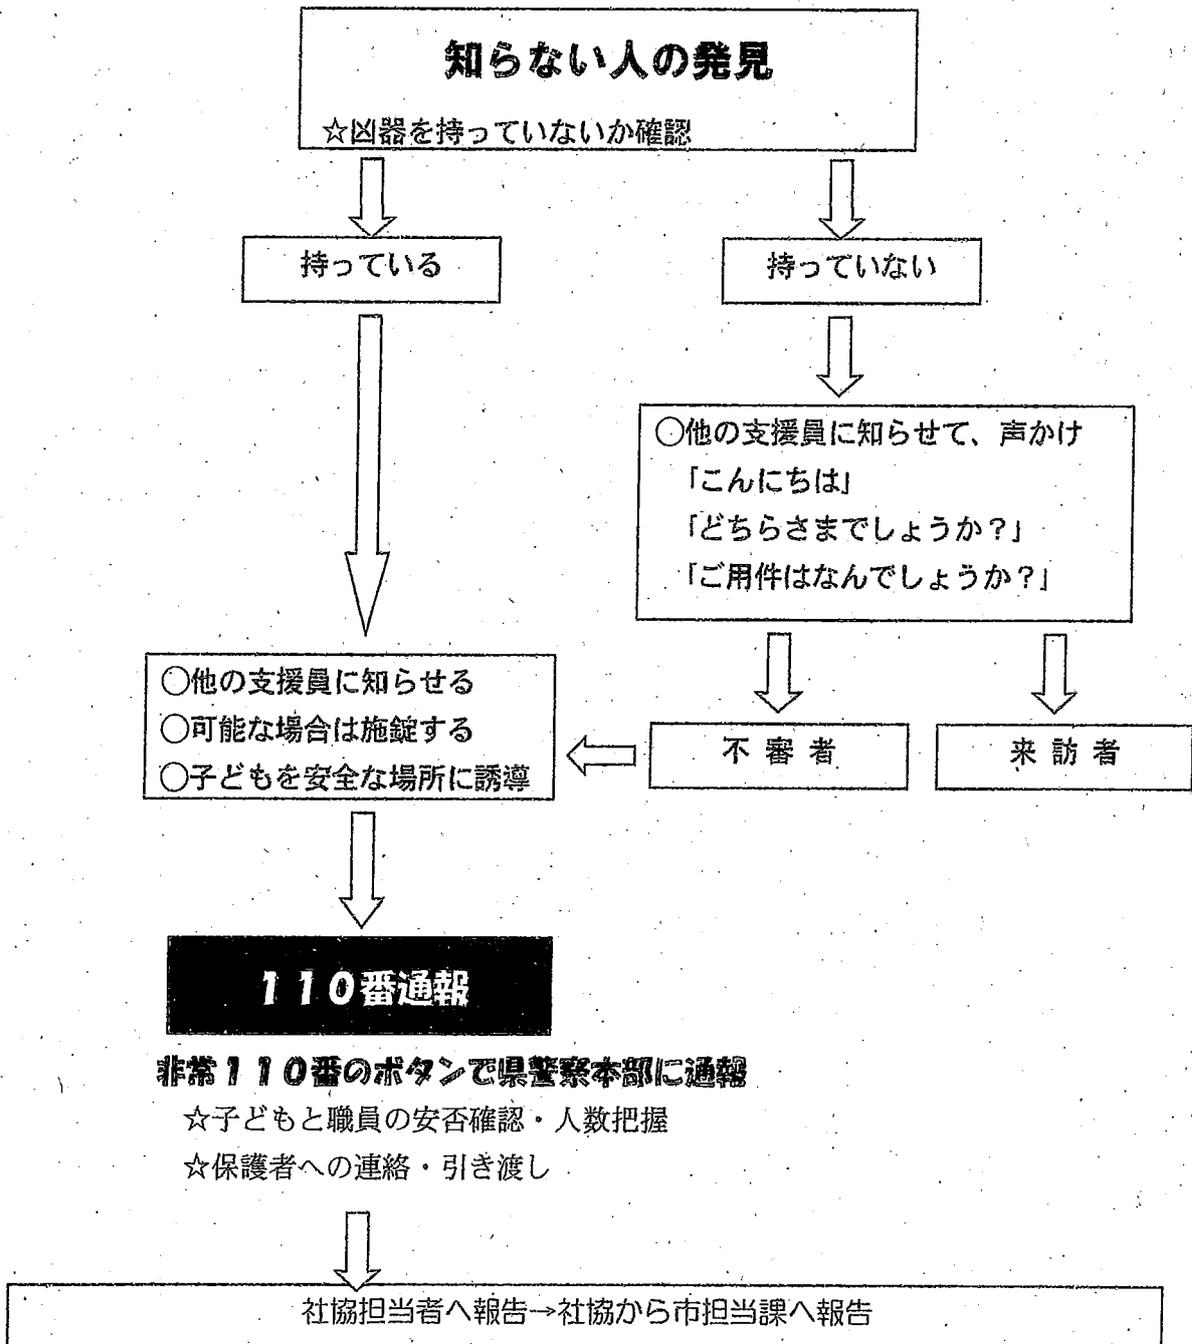 知らない人の発見
☆凶器を持っていないか確認
持っている
持っていない
○他の支援員に知らせて、声かけ
「こんにちは」
「どちらさまでしょうか？」
「ご用件はなんでしょうか？」
○他の支援員に知らせる
○可能な場合は施錠する
○子どもを安全な場所に誘導
不審者
来訪者
１１０番通報
非常１１０番のボタンで県警察本部に通報
☆子どもと職員の安否確認・人数把握
☆保護者への連絡・引き渡し
社協担当者へ報告→社協から市担当課へ報告